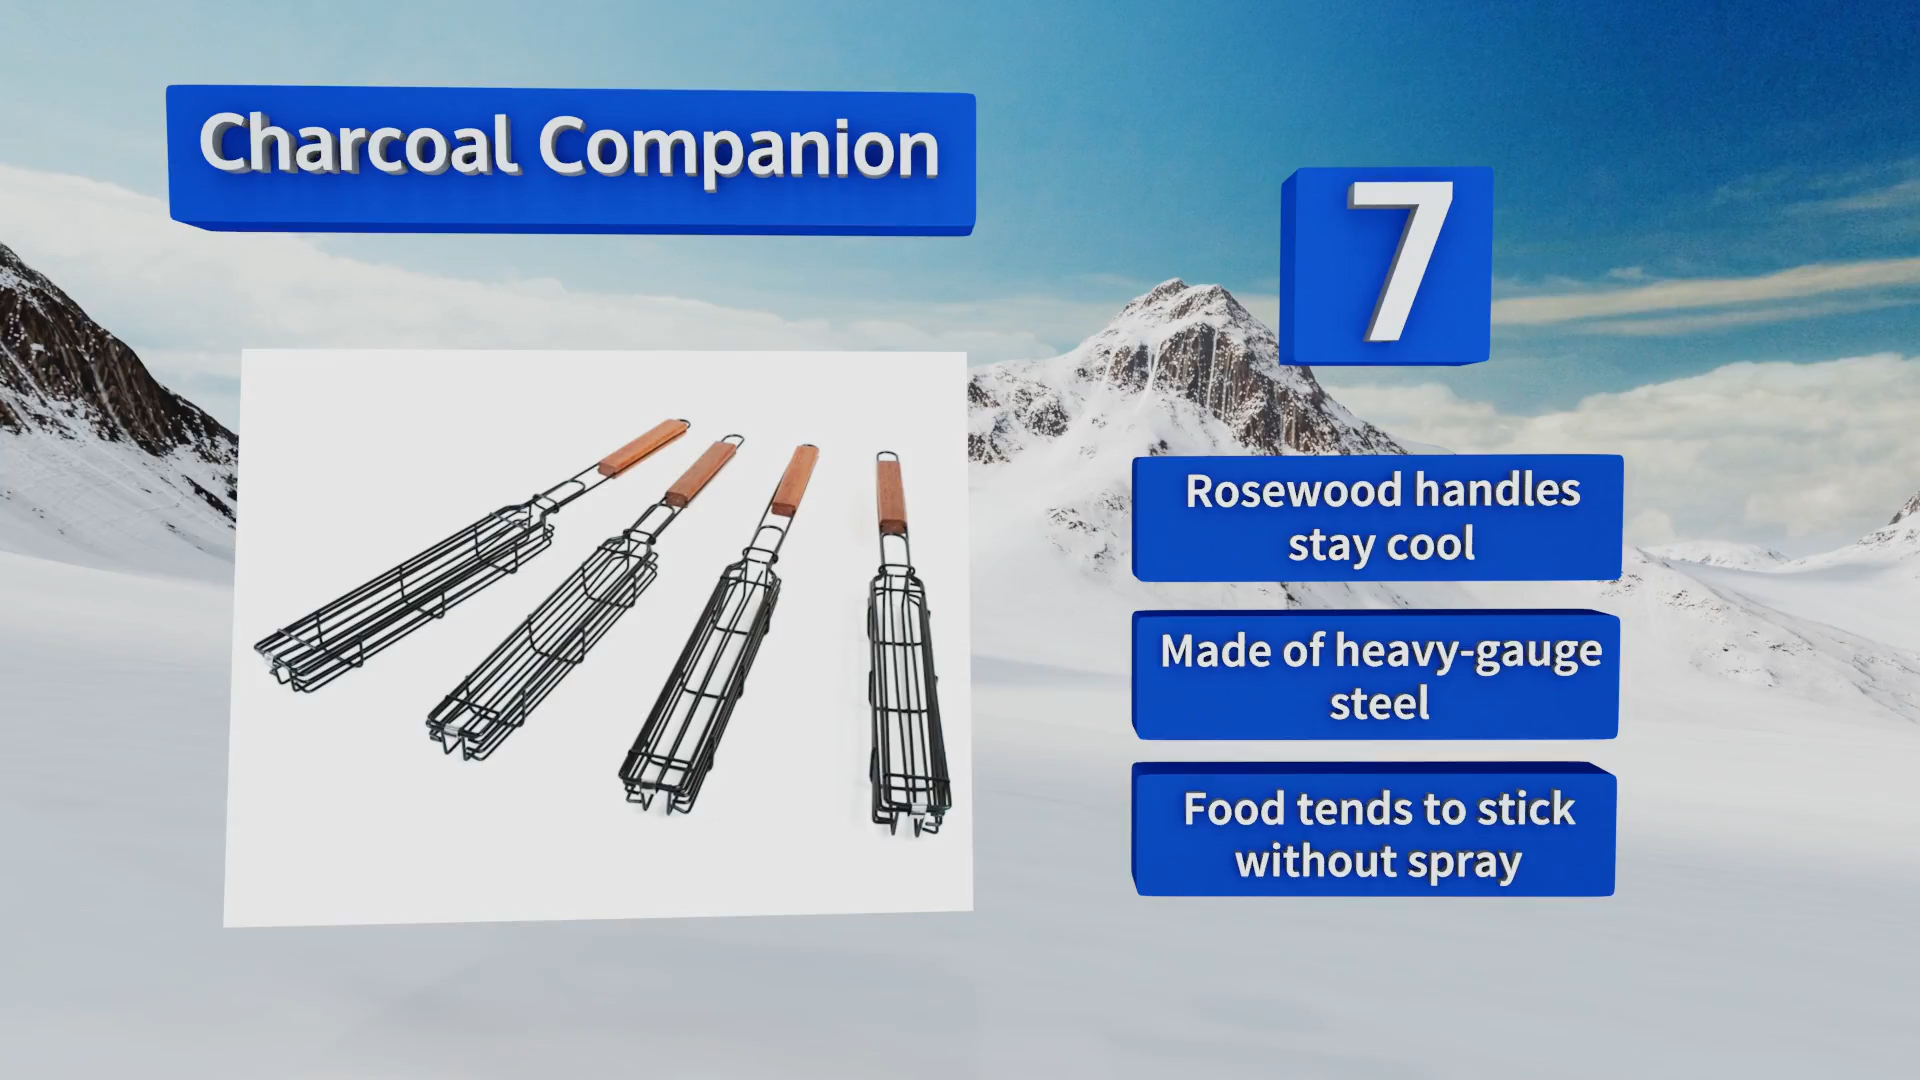 Charcoal Companion
7
Rosewood handles
stay cool
Made of heavy-gauge
steel
Food tends to stick
without spray